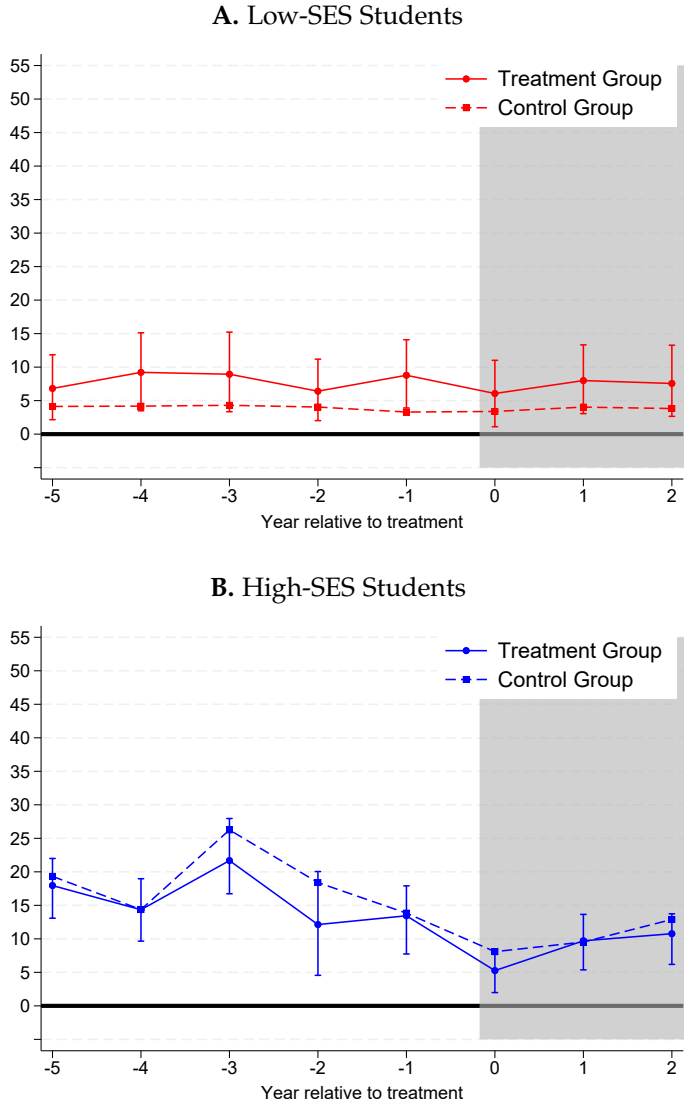 A. Low-SES Students
Treatment Group
Control Group
55
50
45
40
35
30
25
20
15
10
5
0
-5 -4 -3 -2 -1 0 1 2
Year relative to treatment
B. High-SES Students
Treatment Group
Control Group
55
50
45
40
35
30
25
20
15
10
5
0
-5 -4 -3 -2 -1 0 1 2
Year relative to treatment